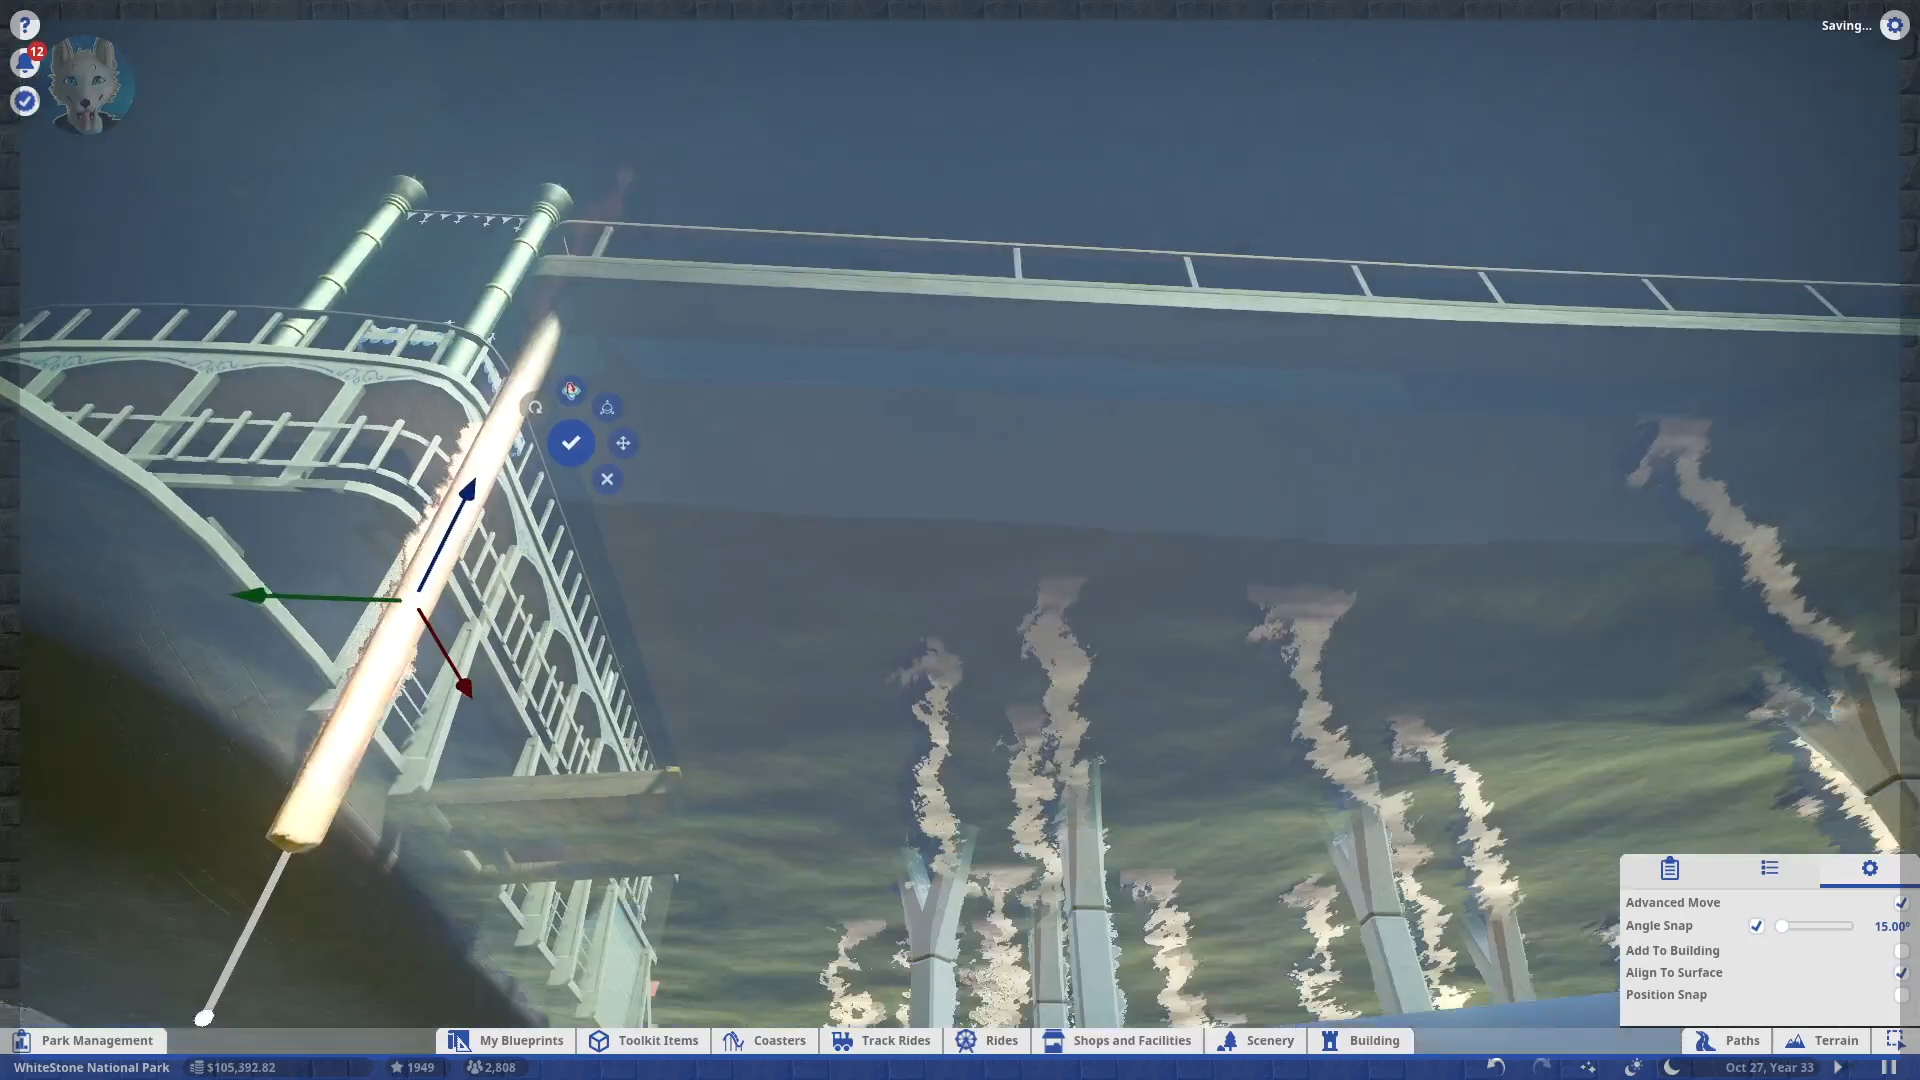 ?
12
Saving...
Advanced Move
Angle Snap 15.00°
Add To Building
Align To Surface
Position Snap
Park Management
My Blueprints
Toolkit Items
Coasters
Track Rides
Rides
Shops and Facilities
Scenery
Building
Paths
Terrain
WhiteStone National Park
$105,392.82
1949
2,808
Oct 27, Year 33